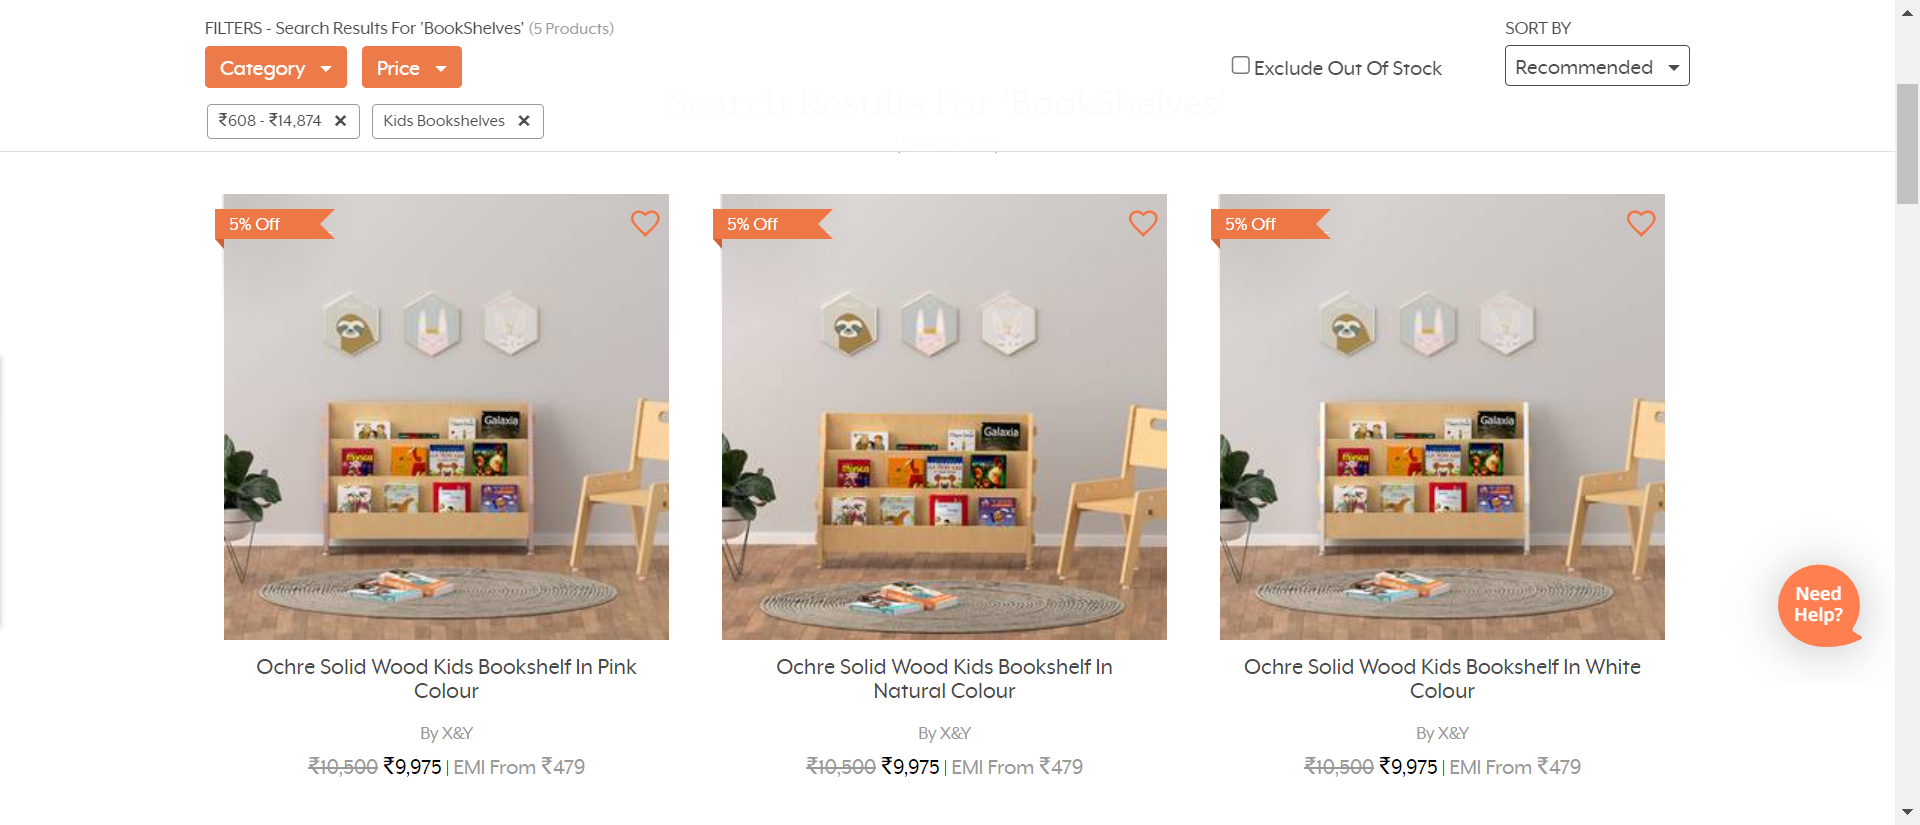 FILTERS - Search Results For 'BookShelves' (5 Products)
SORT BY
Category
Price
Exclude Out Of Stock
Recommended
₹608 - ₹14,874 ✕
Kids Bookshelves ✕
Search Results For 'BookShelves'
5% Off
5% Off
5% Off
Galaxia
Galaxia
Galaxia
Need
Help?
Ochre Solid Wood Kids Bookshelf In Pink
Colour
By X&Y
₹10,500 ₹9,975 | EMI From ₹479
Ochre Solid Wood Kids Bookshelf In
Natural Colour
By X&Y
₹10,500 ₹9,975 | EMI From ₹479
Ochre Solid Wood Kids Bookshelf In White
Colour
By X&Y
₹10,500 ₹9,975 | EMI From ₹479